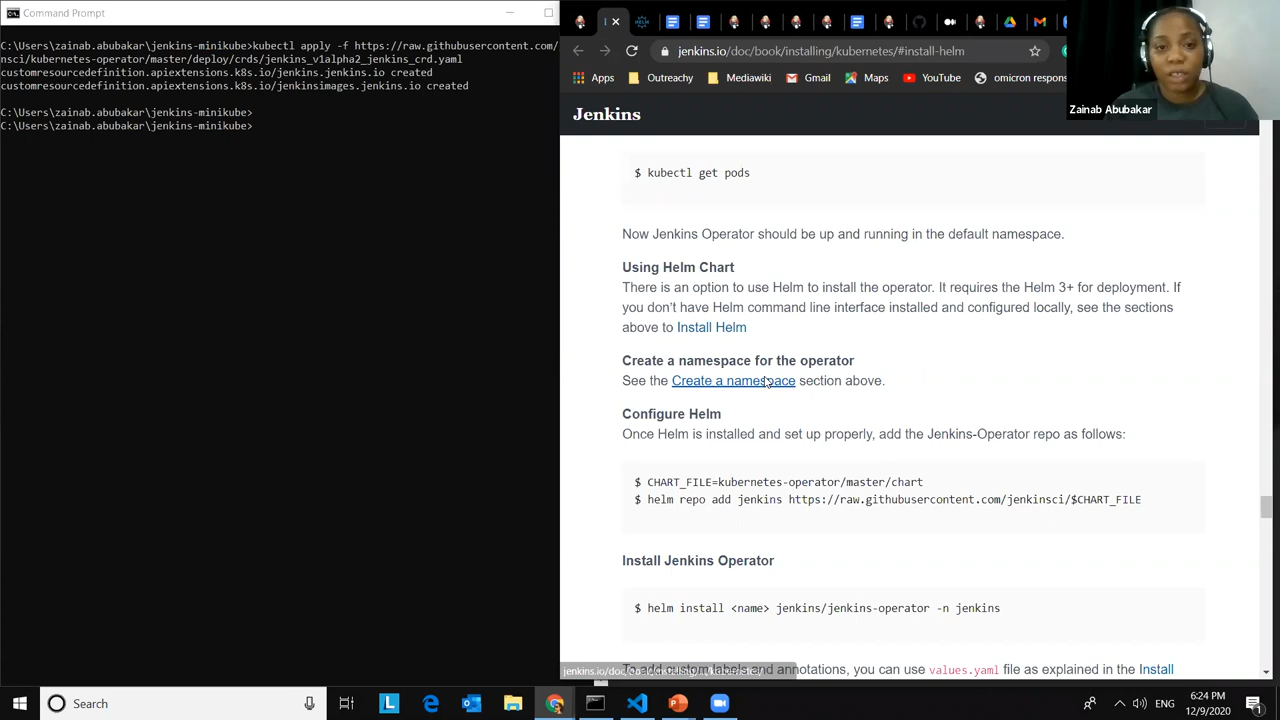 Command Prompt
C:\Users\zainab.abubakar\jenkins-minikube>kubectl apply -f https://raw.githubusercontent.com/
nsci/kubernetes-operator/master/deploy/crds/jenkins_v1alpha2_jenkins_crd.yaml
customresourcedefinition.apiextensions.k8s.io/jenkins.jenkins.io created
customresourcedefinition.apiextensions.k8s.io/jenkinsimages.jenkins.io created
C:\Users\zainab.abubakar\jenkins-minikube>
C:\Users\zainab.abubakar\jenkins-minikube>
jenkins.io/doc/book/installing/kubernetes/#install-helm
Apps
Outreachy
Mediawiki
YouTube
omicron respon
Zainab Abubakar
Jenkins
$ kubectl get pods
Now Jenkins Operator should be up and running in the default namespace.
Using Helm Chart
There is an option to use Helm to install the operator. It requires the Helm 3+ for deployment. If
you don't have Helm command line interface installed and configured locally, see the sections
above to Install Helm
Create a namespace for the operator
See the Create a namespace section above.
Configure Helm
Once Helm is installed and set up properly, add the Jenkins-Operator repo as follows:
$ CHART_FILE=kubernetes-operator/master/chart
$ helm repo add jenkins https://raw.githubusercontent.com/jenkinsci/$CHART_FILE
Install Jenkins Operator
$ helm install <name> jenkins/jenkins-operator -n jenkins
To add custom labels and annotations, you can use values.yaml file as explained in the Install
Search
ENG
6:24 PM
12/9/2020